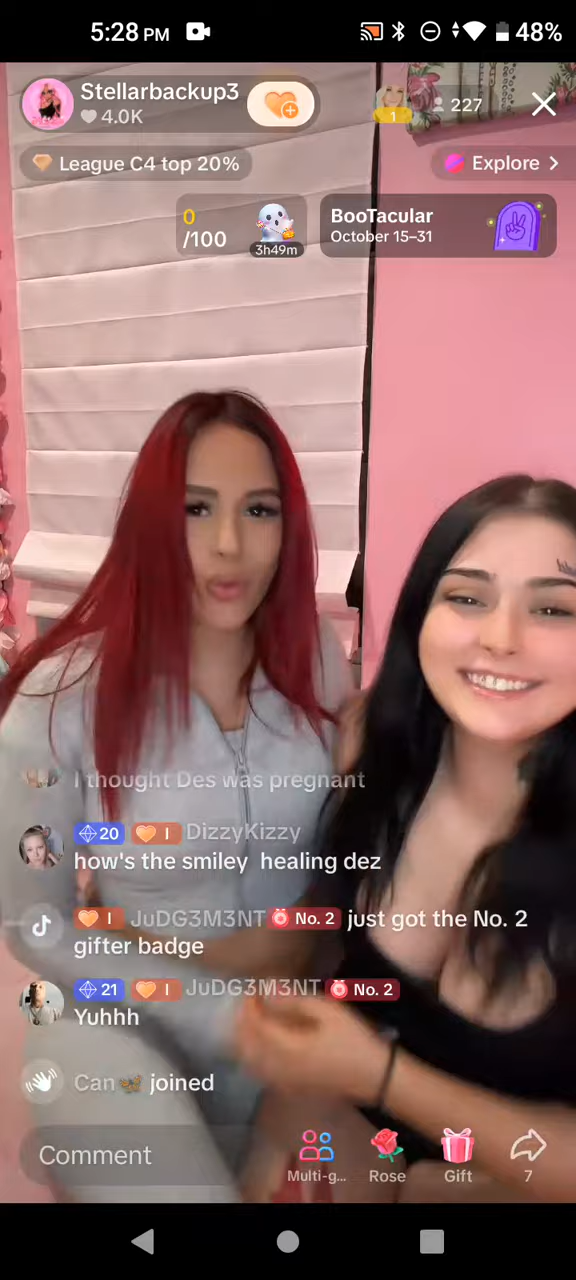 5:28 PM
48%
Stellarbackup3
4.0K
1
227
League C4 top 20%
Explore >
0
/100
3h49m
BooTacular
October 15–31
I thought Des was pregnant
20 I DizzyKizzy
how's the smiley healing dez
I JuDG3M3NT No. 2 just got the No. 2
gifter badge
21 I JuDG3M3NT No. 2
Yuhhh
Can joined
Comment
Multi-g...
Rose
Gift
7